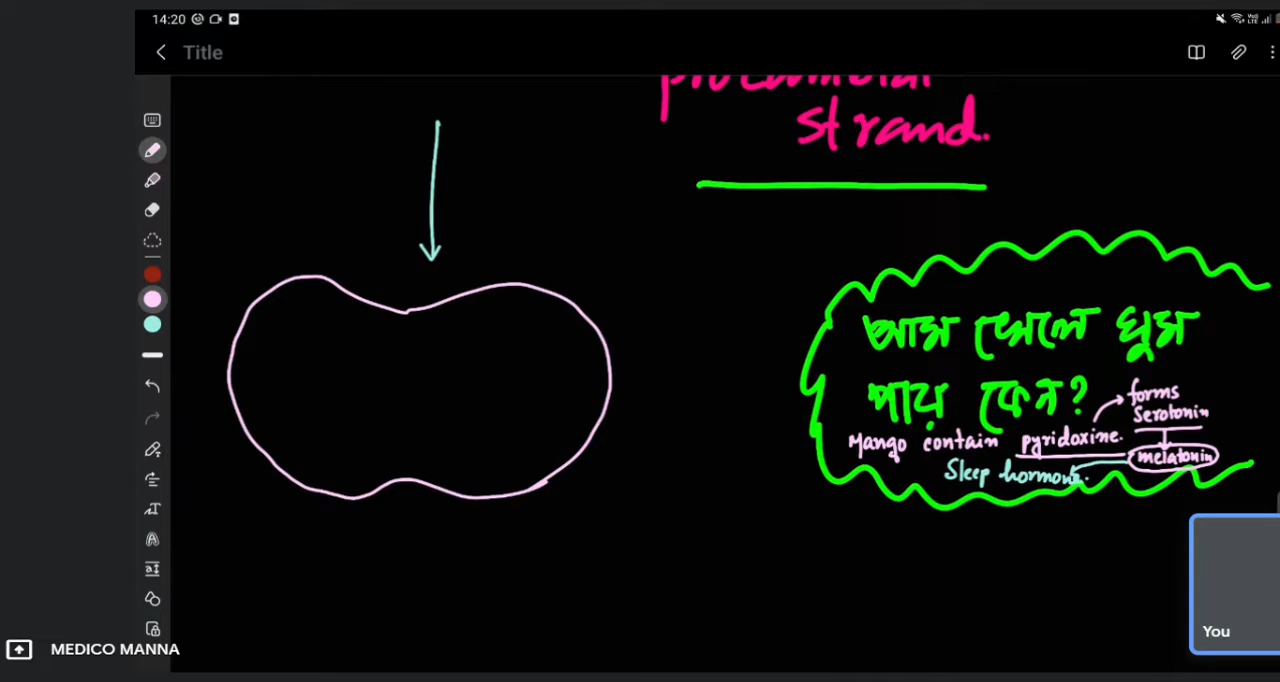 14:20
Title
strand.
আম খেলে ঘুম
পায় কেন?
forms
Serotonin
Mango contain pyridoxine.
melatonin
Sleep hormone.
You
MEDICO MANNA